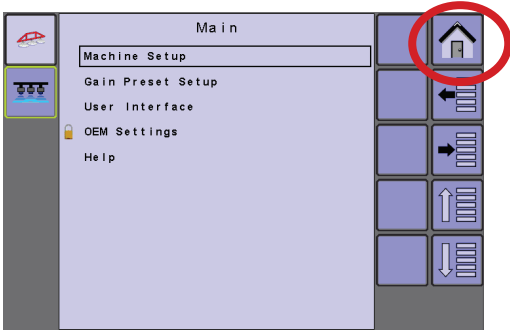 Main
Machine Setup
Gain Preset Setup
User Interface
OEM Settings
Help